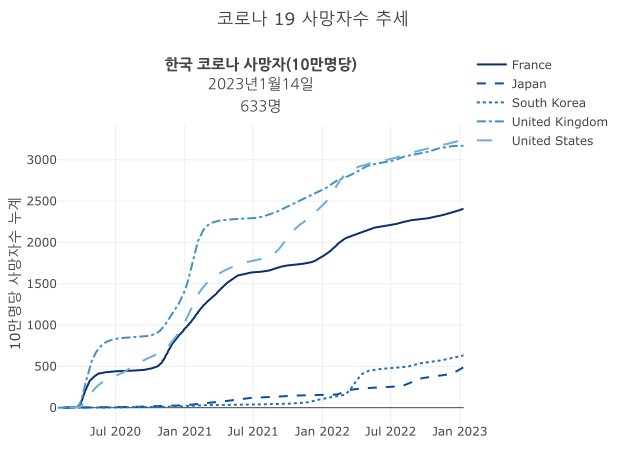 코로나 19 사망자수 추세
한국 코로나 사망자(10만명당)
2023년1월14일
633명
France
Japan
South Korea
United Kingdom
United States
10만명당 사망자수 누계
3000
2500
2000
1500
1000
500
0
Jul 2020
Jan 2021
Jul 2021
Jan 2022
Jul 2022
Jan 2023